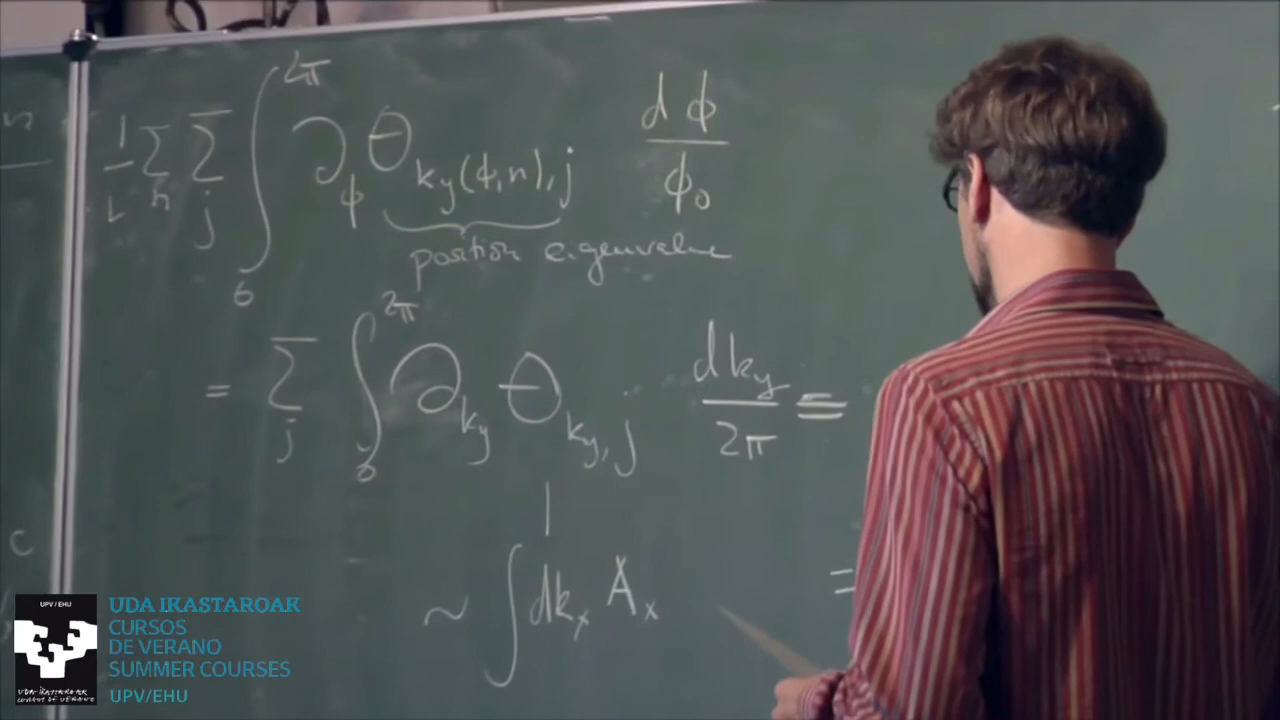 1/L Σ_n Σ_j ∫_0^{2π} ∂_ϕ θ_{k_y(ϕ,n),j} dϕ/ϕ_0
position eigenvalue
= Σ_j ∫_0^{2π} ∂_{k_y} θ_{k_y,j} dk_y/2π ≡
~ ∫ dk_x A_x =
c
UPV / EHU
UDA IKASTAROAK
CURSOS
DE VERANO
SUMMER COURSES
UPV/EHU